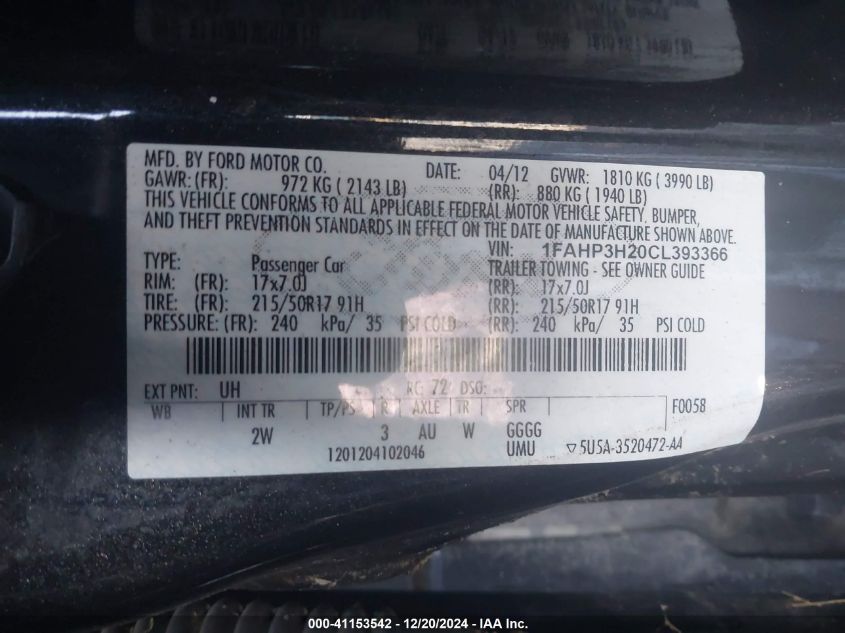 MFD. BY FORD MOTOR CO. DATE: 04/12 GVWR: 1810 KG ( 3990 LB)
GAWR: (FR): 972 KG ( 2143 LB) (RR): 880 KG ( 1940 LB)
THIS VEHICLE CONFORMS TO ALL APPLICABLE FEDERAL MOTOR VEHICLE SAFETY, BUMPER,
AND THEFT PREVENTION STANDARDS IN EFFECT ON THE DATE OF MANUFACTURE SHOWN ABOVE.
VIN: 1FAHP3H20CL393366
TYPE: Passenger Car TRAILER TOWING - SEE OWNER GUIDE
RIM: (FR): 17x7.0J (RR): 17x7.0J
TIRE: (FR): 215/50R17 91H (RR): 215/50R17 91H
PRESSURE: (FR): 240 kPa/ 35 PSI COLD (RR): 240 kPa/ 35 PSI COLD
EXT PNT: UH RC: 72 DSO:
WB INT TR TP/PS R AXLE TR SPR F0058
2W 3 AU W GGGG
1201204102046 UMU ▽5U5A-3520472-AA
000-41153542 - 12/20/2024 - IAA Inc.